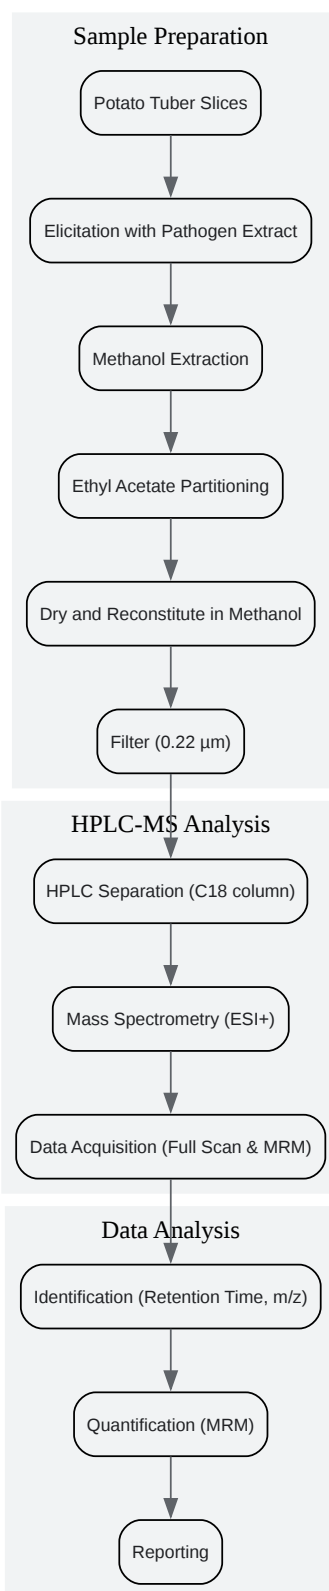 Sample Preparation
Potato Tuber Slices
Elicitation with Pathogen Extract
Methanol Extraction
Ethyl Acetate Partitioning
Dry and Reconstitute in Methanol
Filter (0.22 µm)
HPLC-MS Analysis
HPLC Separation (C18 column)
Mass Spectrometry (ESI+)
Data Acquisition (Full Scan & MRM)
Data Analysis
Identification (Retention Time, m/z)
Quantification (MRM)
Reporting